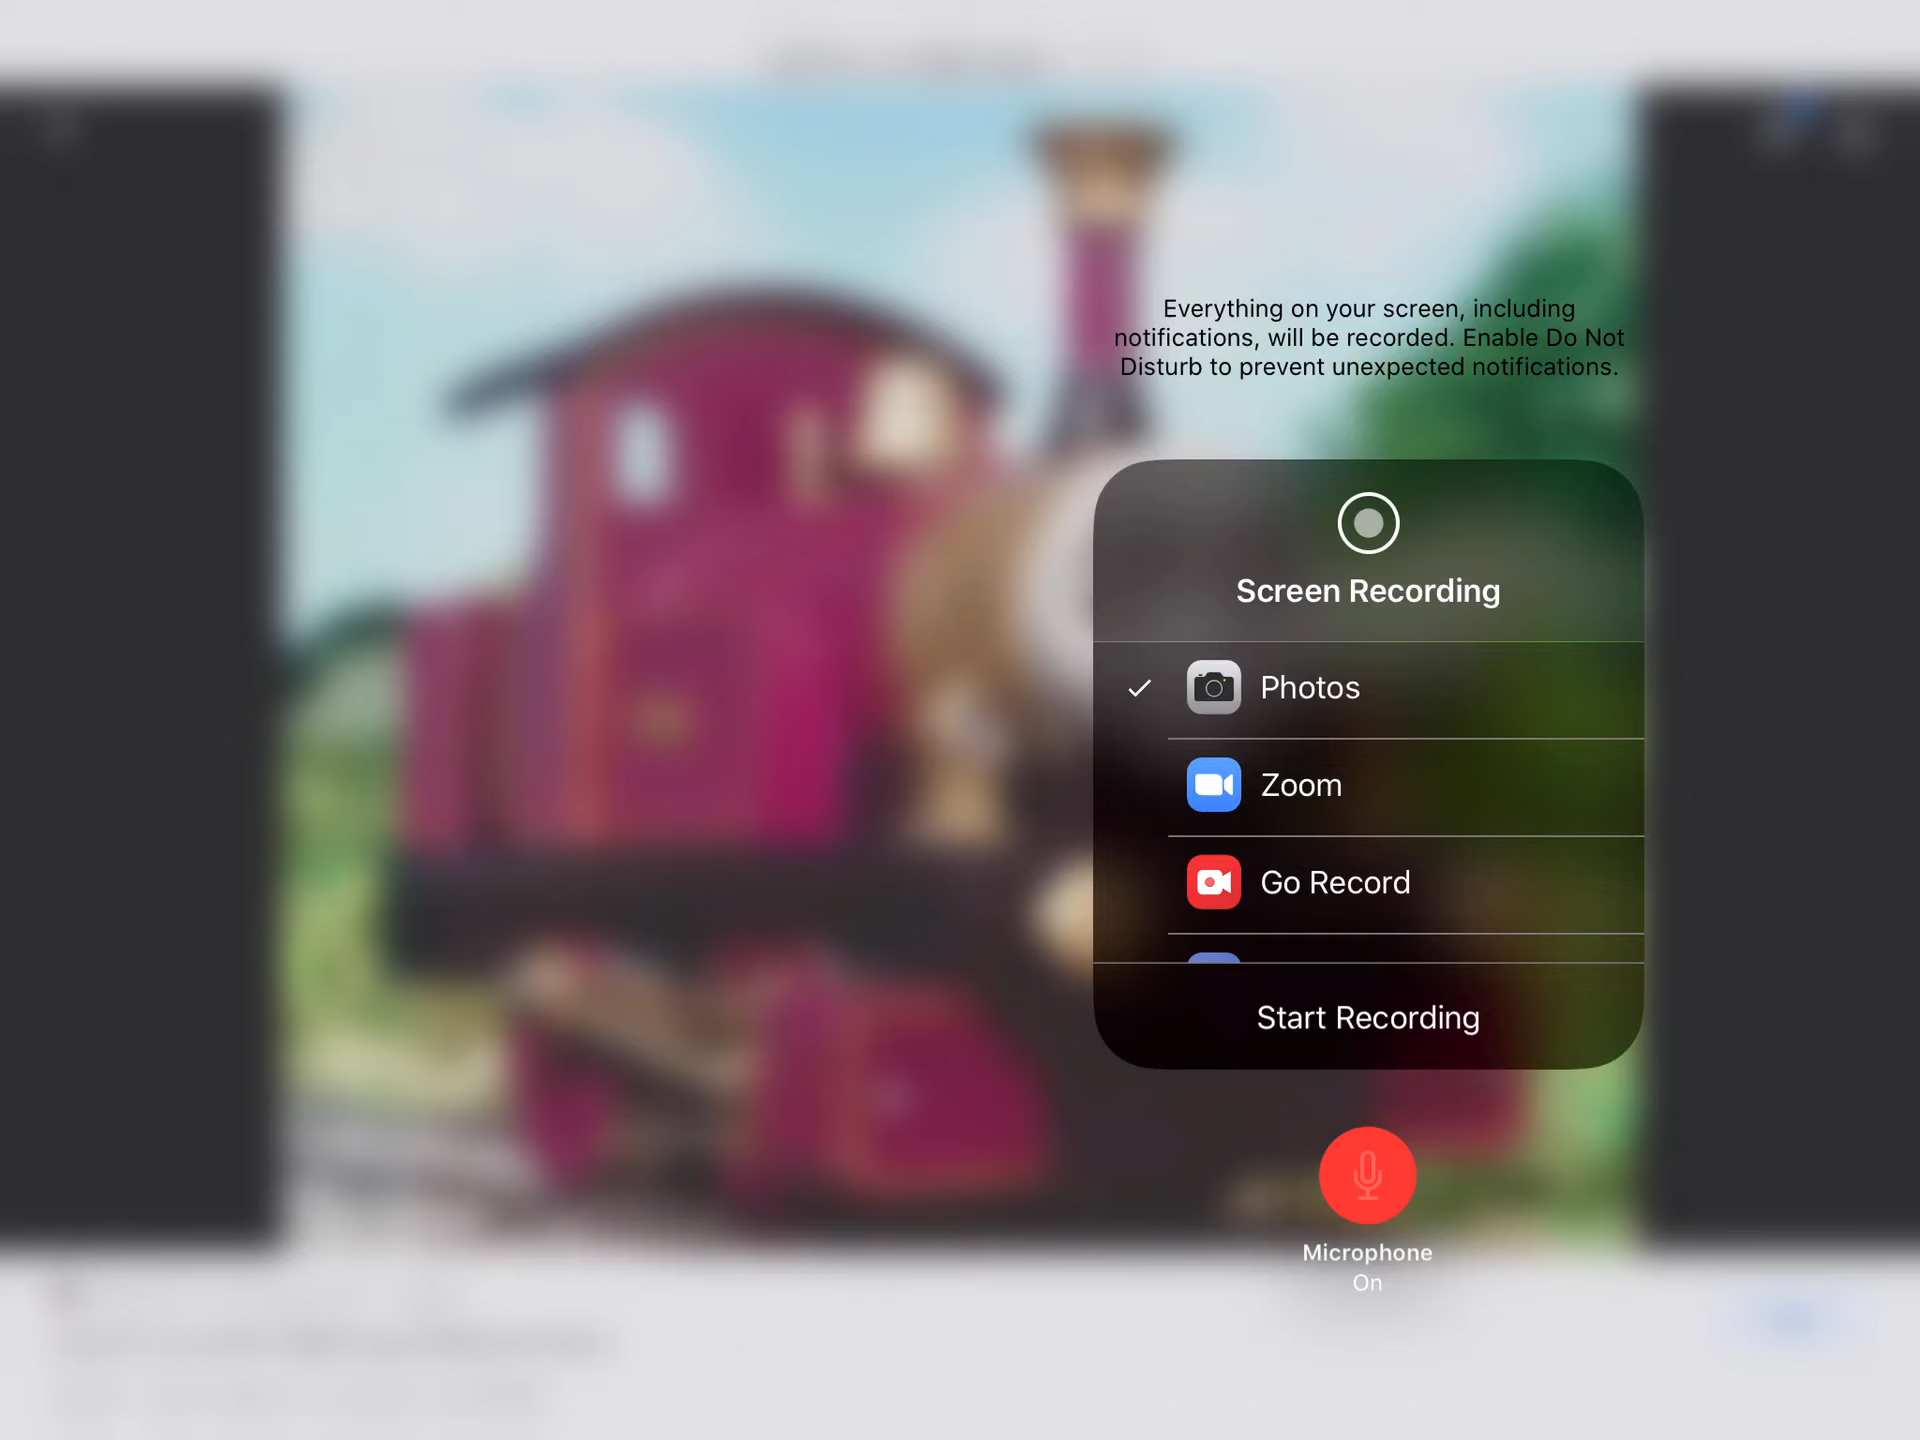 Everything on your screen, including
notifications, will be recorded. Enable Do Not
Disturb to prevent unexpected notifications.
Screen Recording
Photos
Zoom
Go Record
Start Recording
Microphone
On